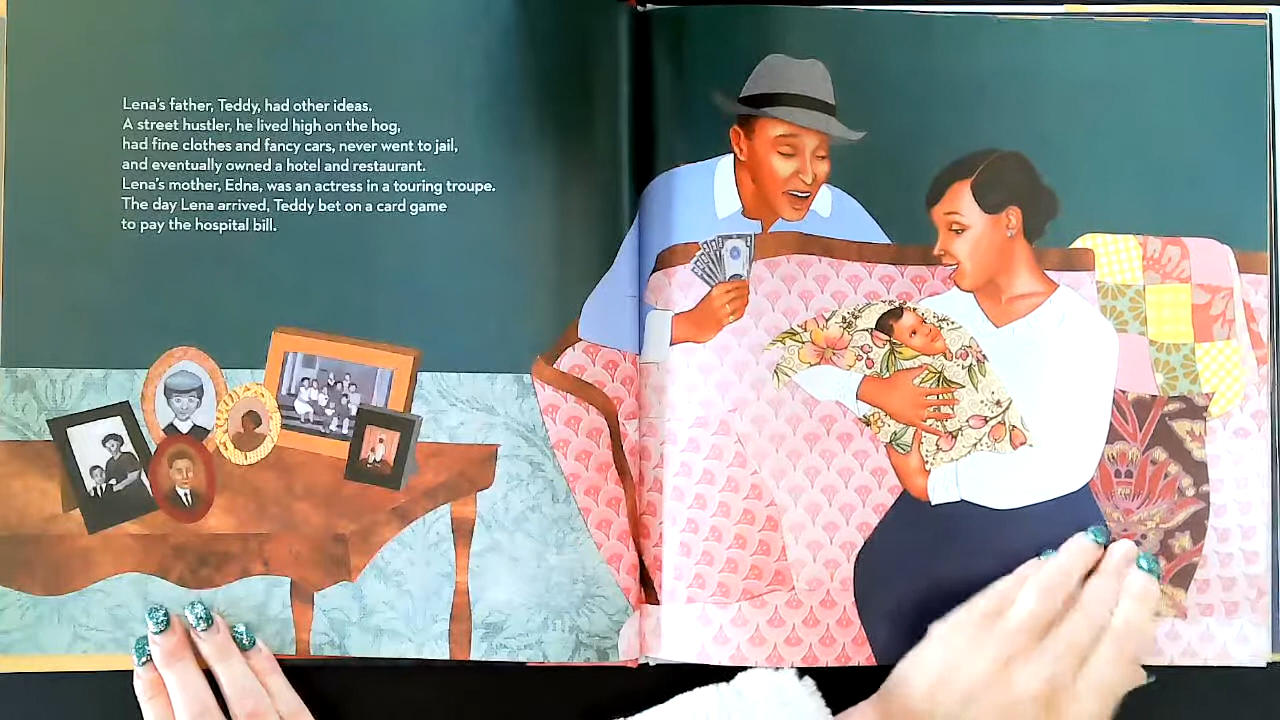 Lena's father, Teddy, had other ideas.
A street hustler, he lived high on the hog,
had fine clothes and fancy cars, never went to jail,
and eventually owned a hotel and restaurant.
Lena's mother, Edna, was an actress in a touring troupe.
The day Lena arrived, Teddy bet on a card game
to pay the hospital bill.